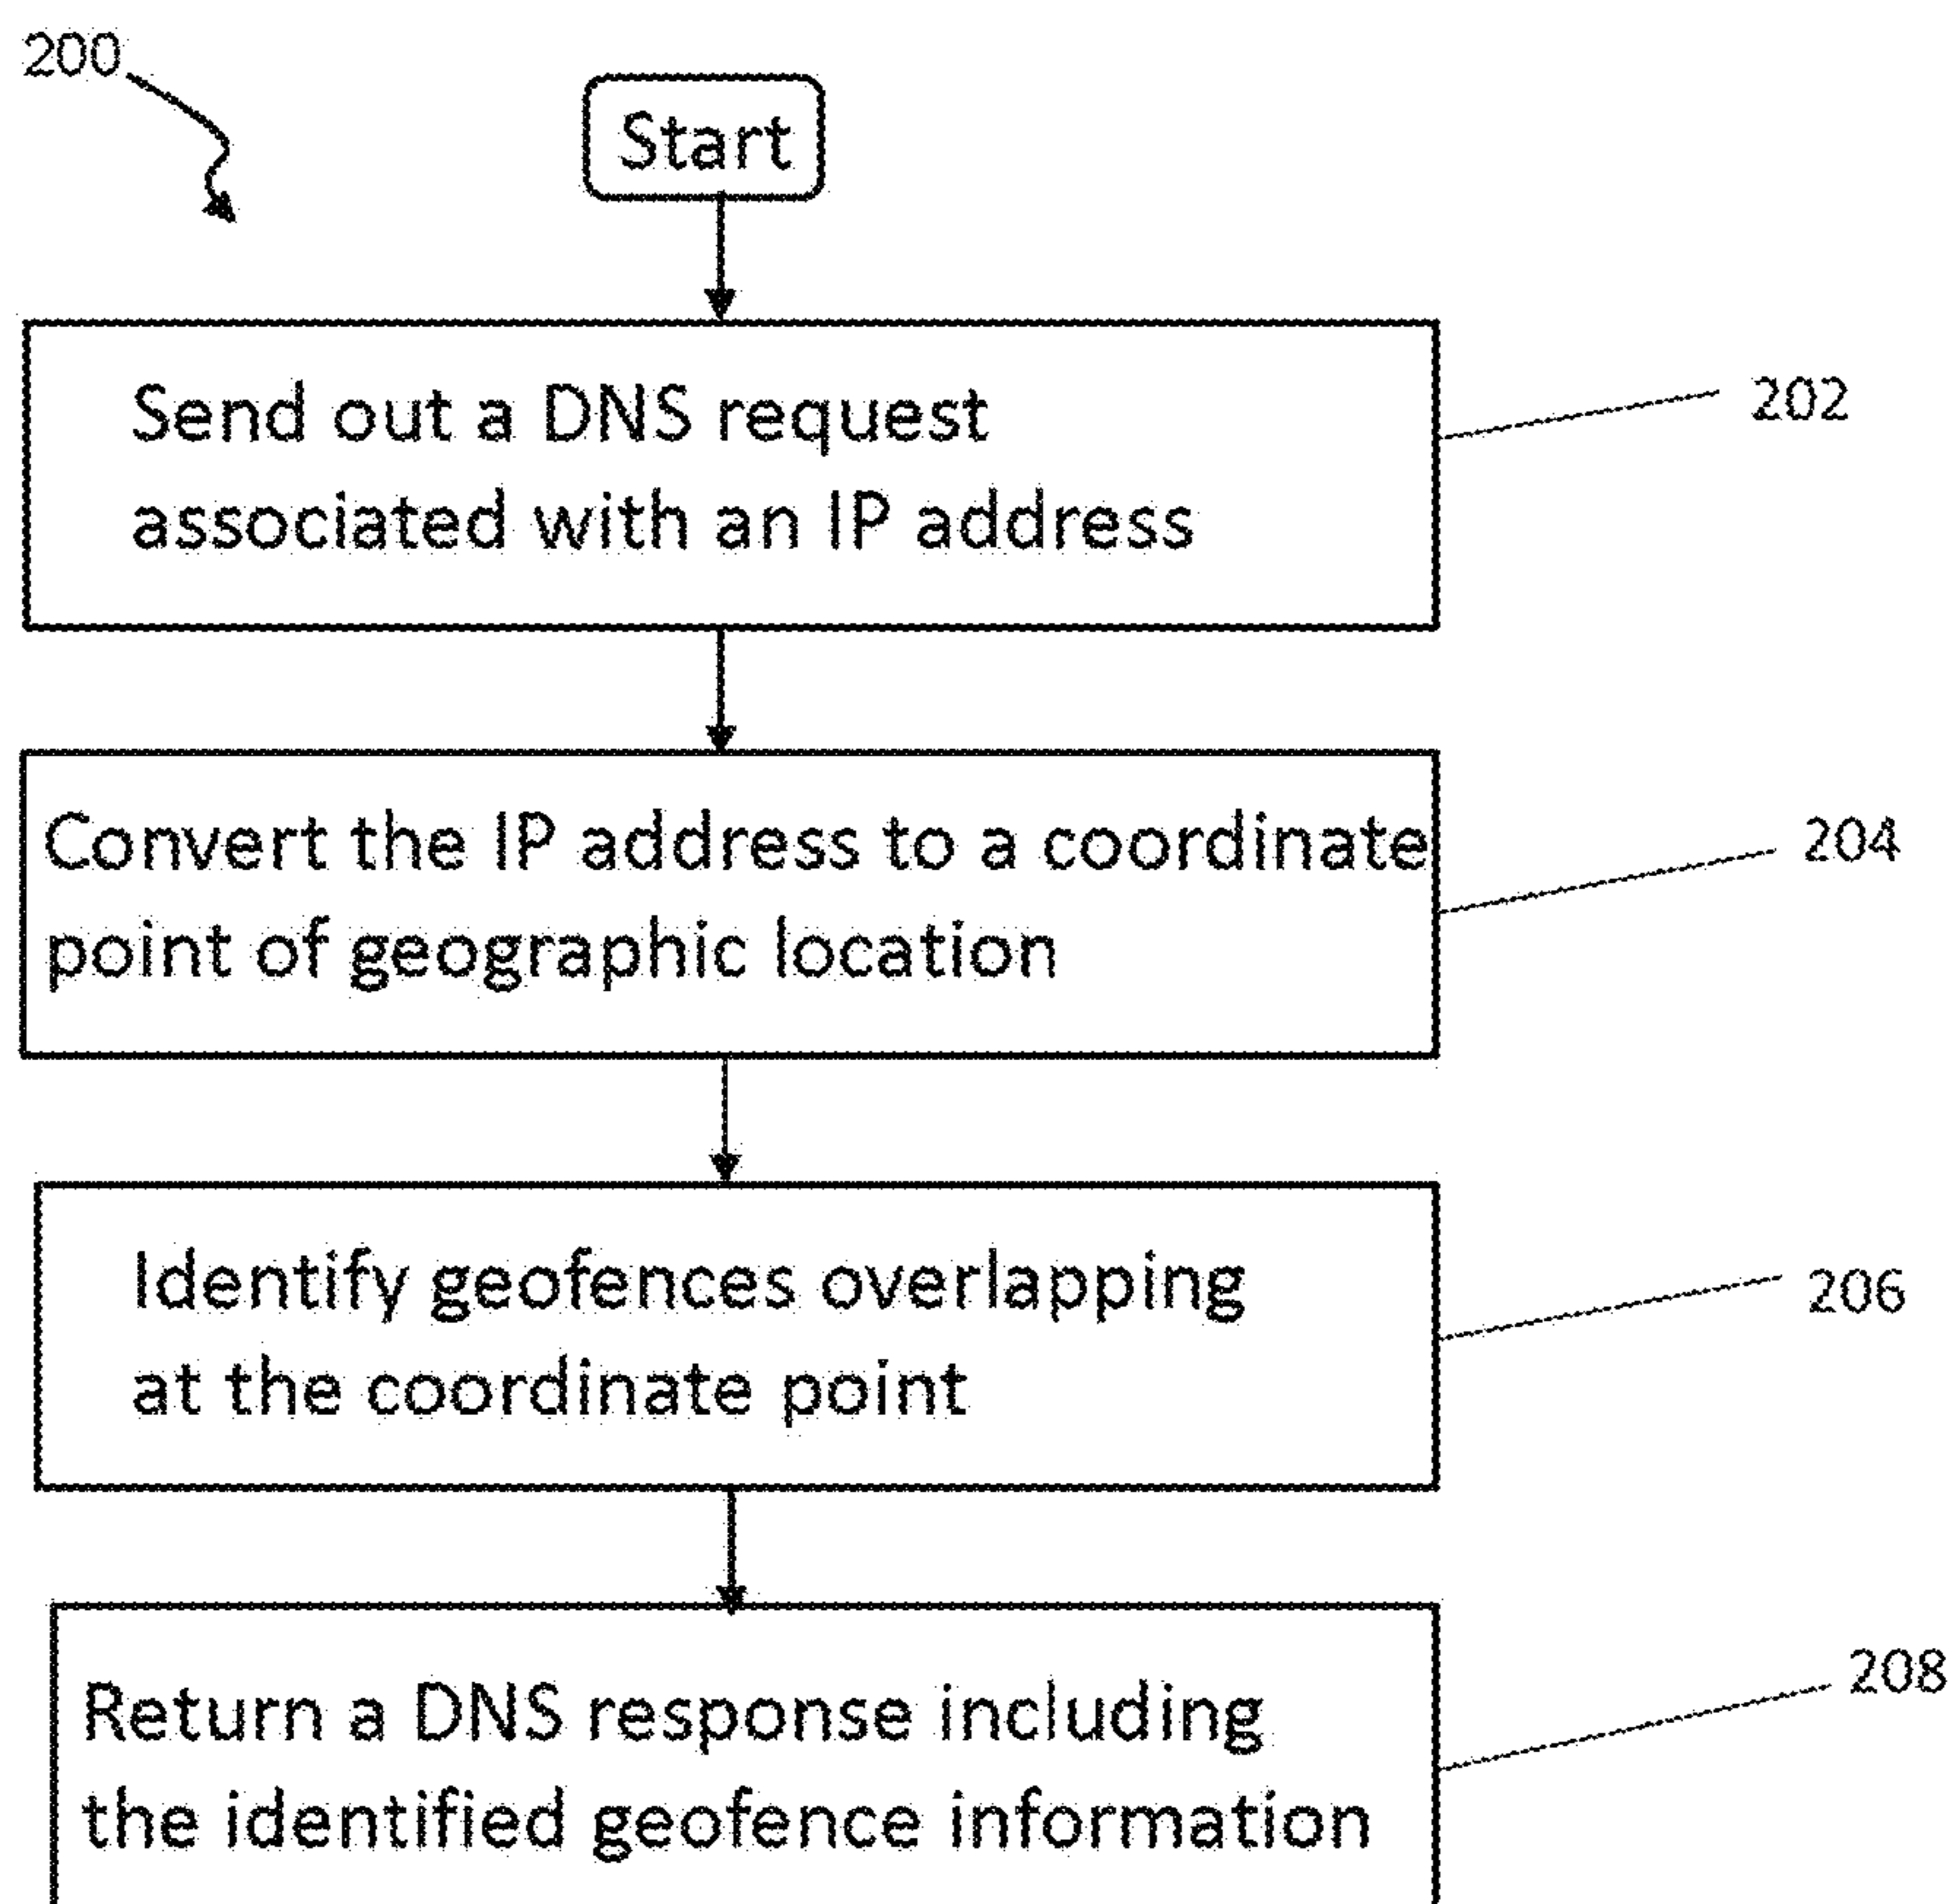 200
Start
Send out a DNS request
associated with an IP address
202
Convert the IP address to a coordinate
point of geographic location
204
Identify geofences overlapping
at the coordinate point
206
Return a DNS response including
the identified geofence information
208